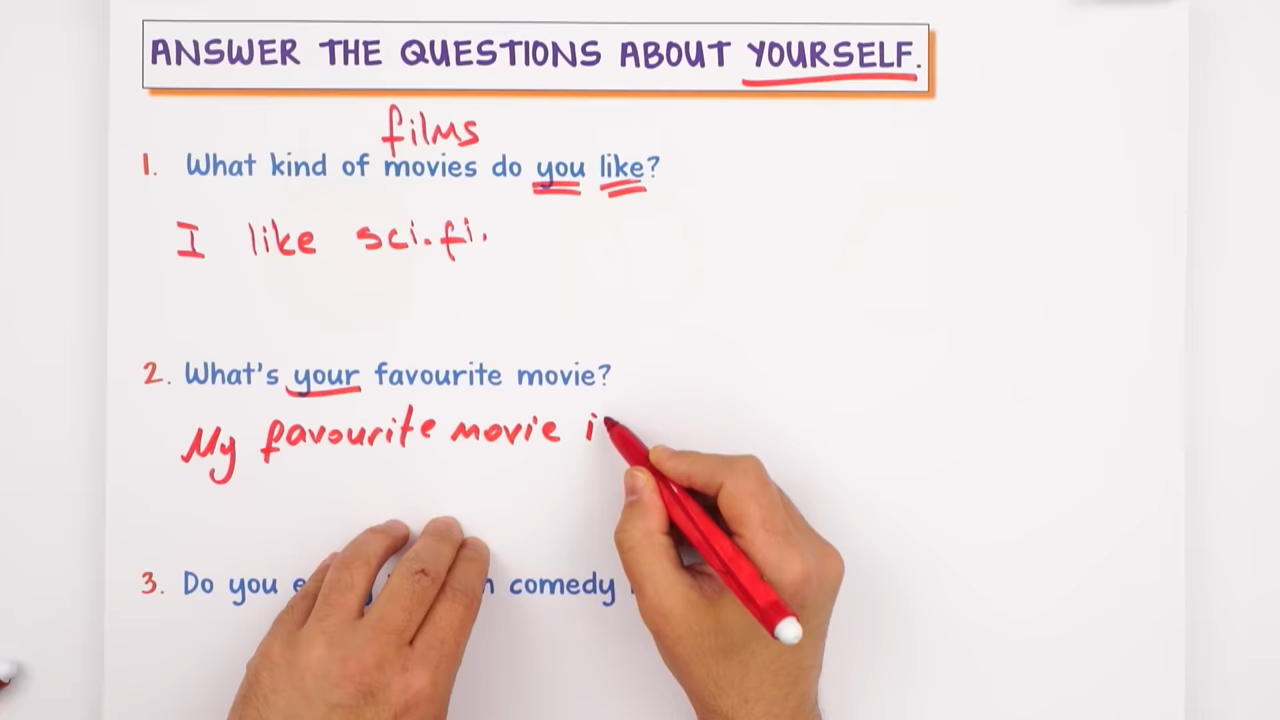 ANSWER THE QUESTIONS ABOUT YOURSELF.
films
1. What kind of movies do you like?
I like sci.fi.
2. What's your favourite movie?
My favourite movie i
3. Do you comedy